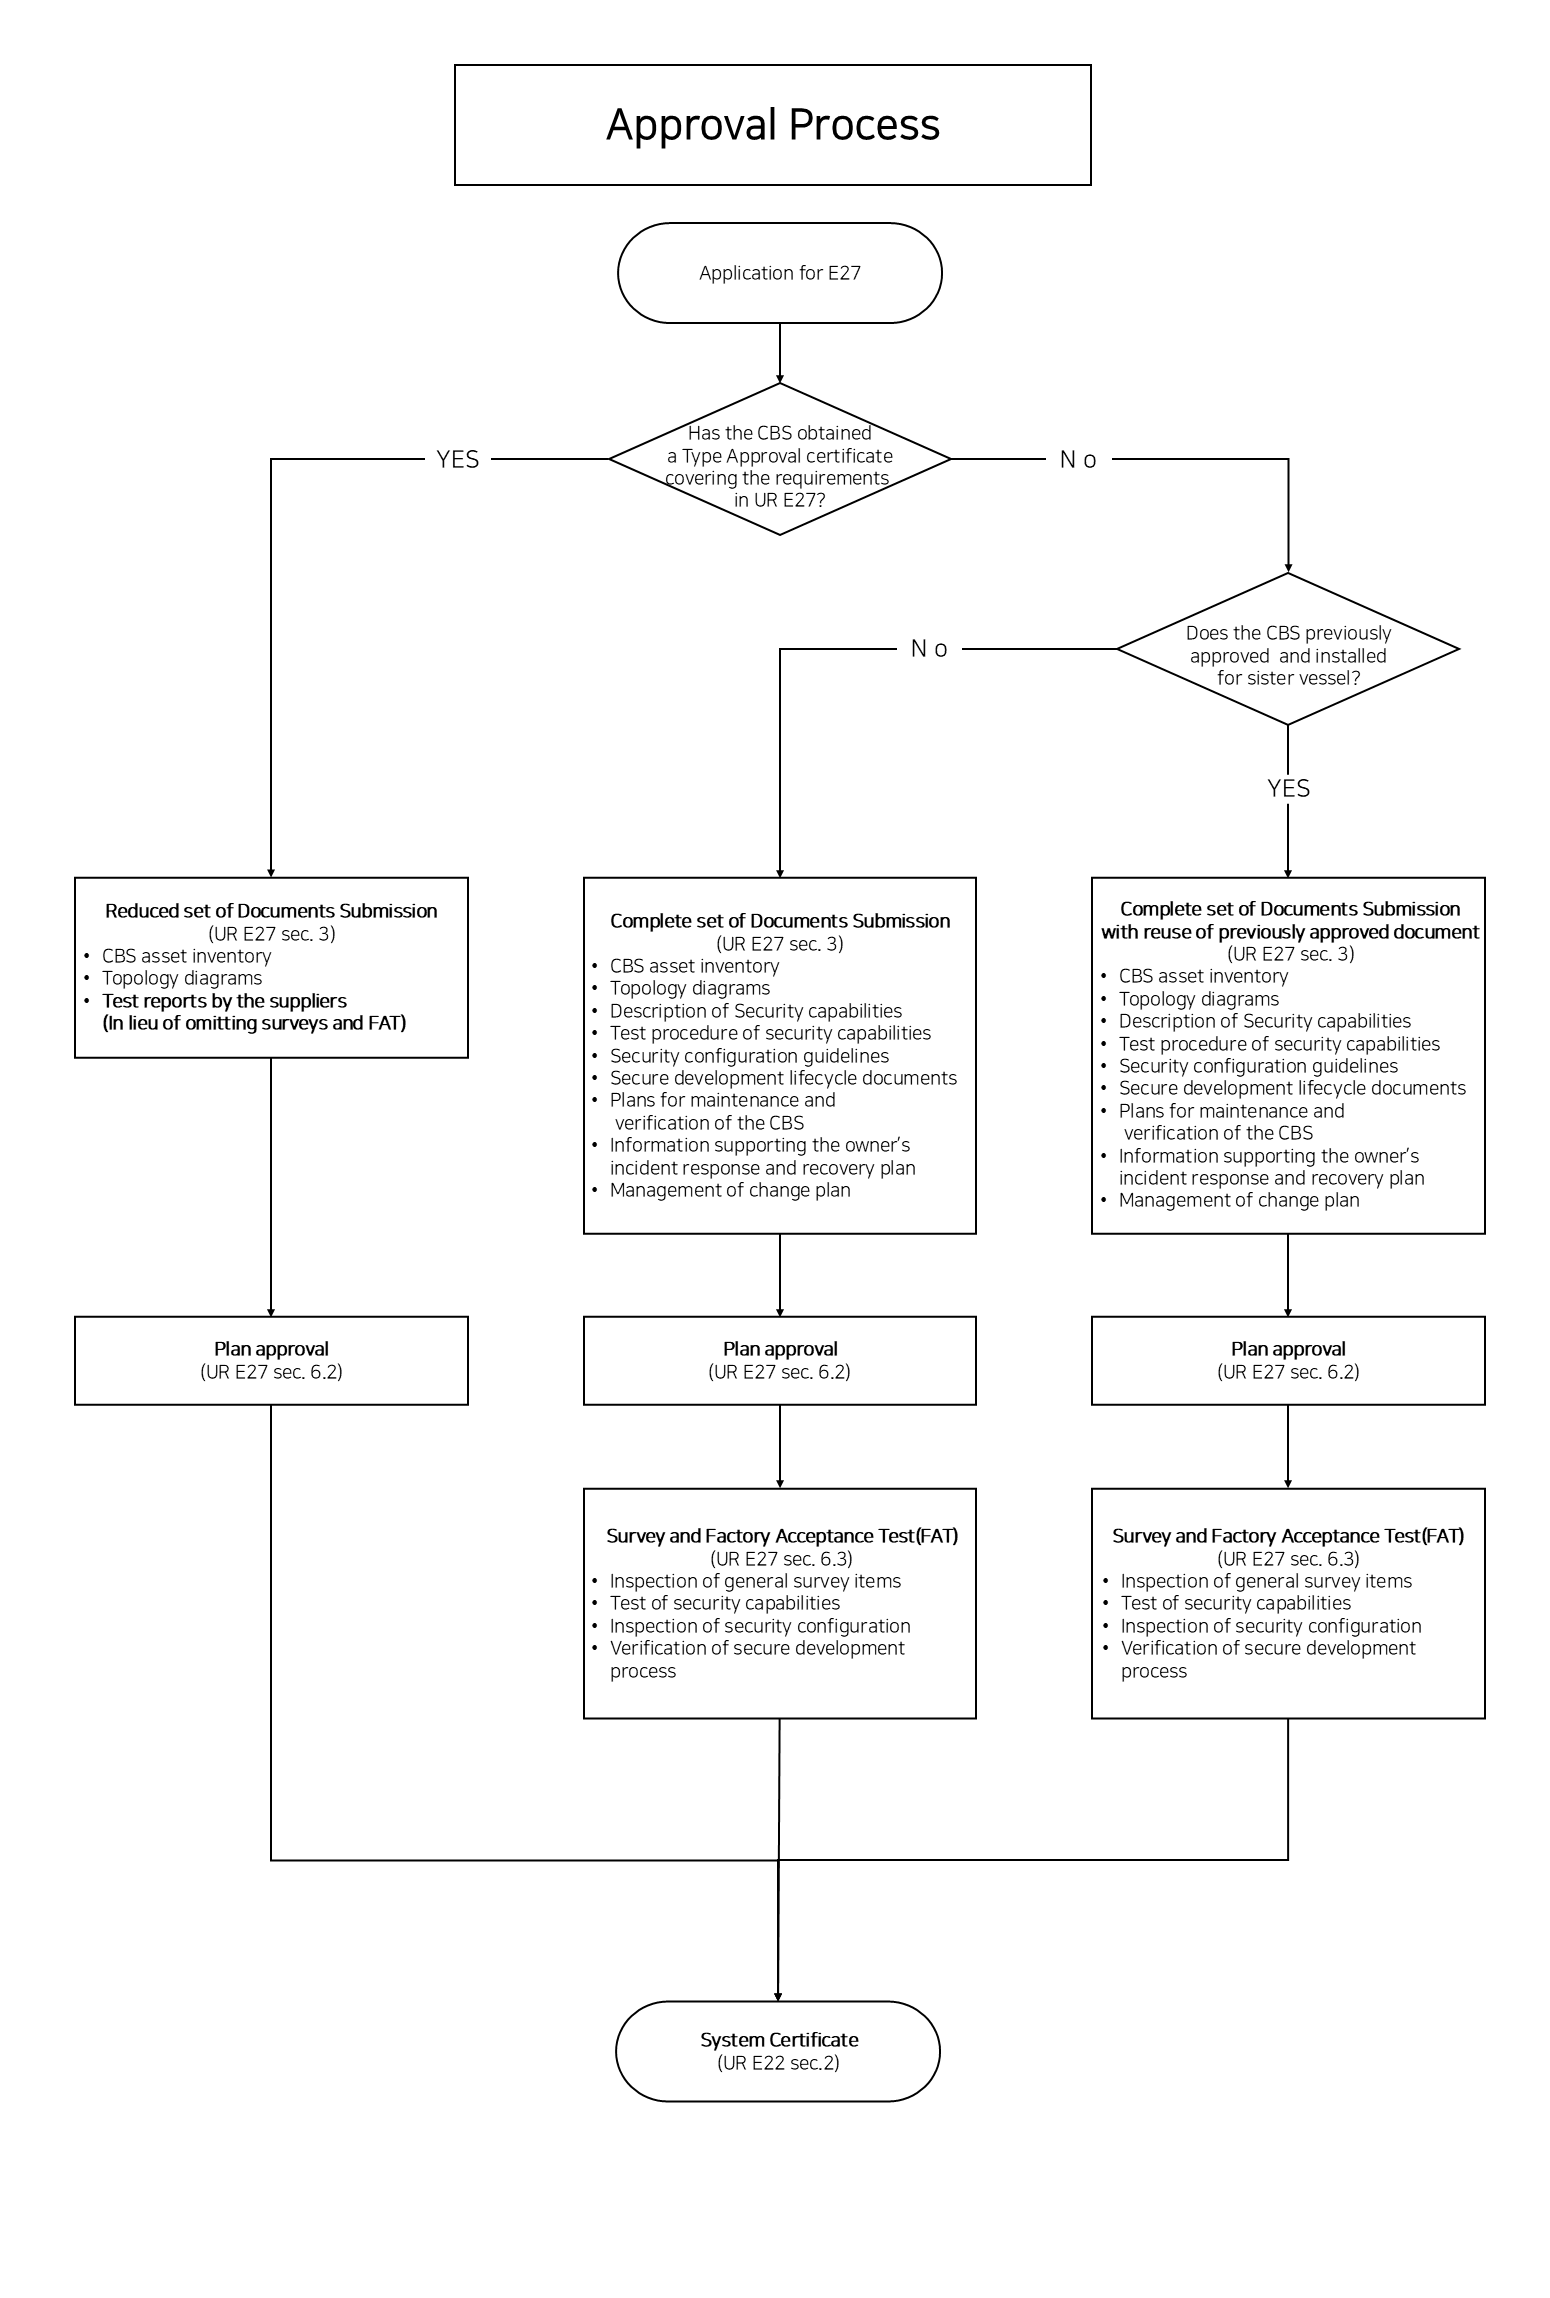 Approval Process
Application for E27
Has the CBS obtained
a Type Approval certificate
covering the requirements
in UR E27?
YES
No
Does the CBS previously
approved and installed
for sister vessel?
No
YES
Reduced set of Documents Submission
(UR E27 sec. 3)
• CBS asset inventory
• Topology diagrams
• Test reports by the suppliers
(In lieu of omitting surveys and FAT)
Complete set of Documents Submission
(UR E27 sec. 3)
• CBS asset inventory
• Topology diagrams
• Description of Security capabilities
• Test procedure of security capabilities
• Security configuration guidelines
• Secure development lifecycle documents
• Plans for maintenance and
verification of the CBS
• Information supporting the owner’s
incident response and recovery plan
• Management of change plan
Complete set of Documents Submission
with reuse of previously approved document
(UR E27 sec. 3)
• CBS asset inventory
• Topology diagrams
• Description of Security capabilities
• Test procedure of security capabilities
• Security configuration guidelines
• Secure development lifecycle documents
• Plans for maintenance and
verification of the CBS
• Information supporting the owner’s
incident response and recovery plan
• Management of change plan
Plan approval
(UR E27 sec. 6.2)
Plan approval
(UR E27 sec. 6.2)
Plan approval
(UR E27 sec. 6.2)
Survey and Factory Acceptance Test(FAT)
(UR E27 sec. 6.3)
• Inspection of general survey items
• Test of security capabilities
• Inspection of security configuration
• Verification of secure development
process
Survey and Factory Acceptance Test(FAT)
(UR E27 sec. 6.3)
• Inspection of general survey items
• Test of security capabilities
• Inspection of security configuration
• Verification of secure development
process
System Certificate
(UR E22 sec.2)